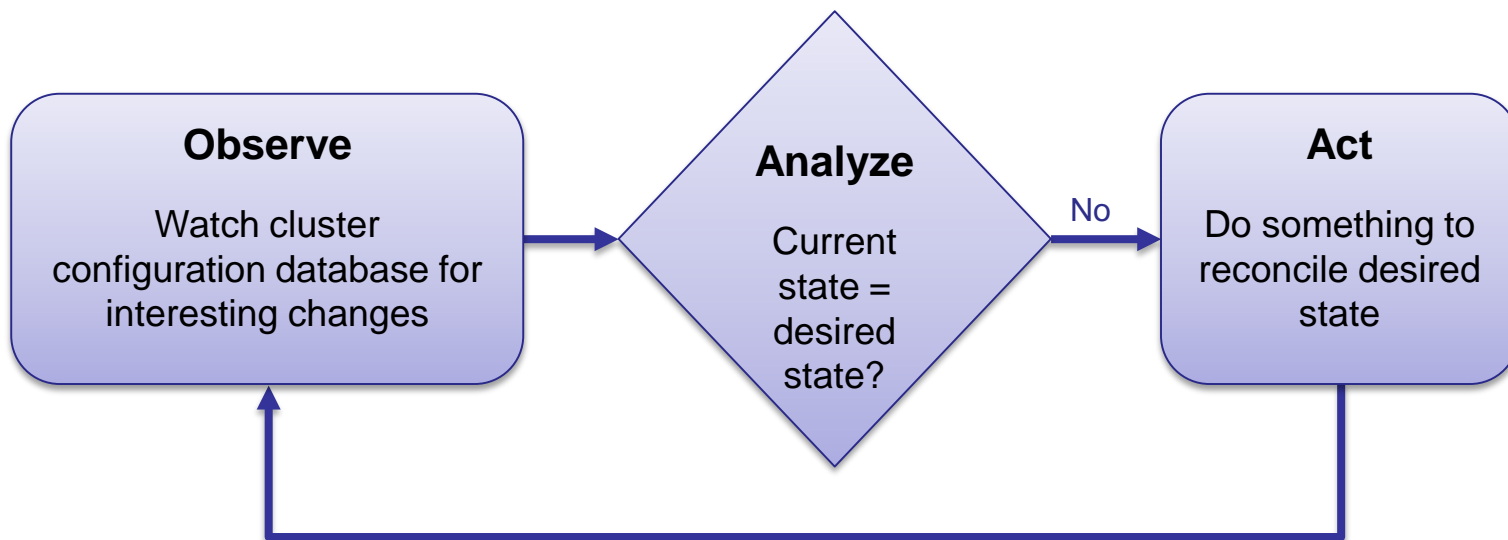 Observe
Watch cluster
configuration database for
interesting changes
Analyze
Current
state =
desired
state?
No
Act
Do something to
reconcile desired
state